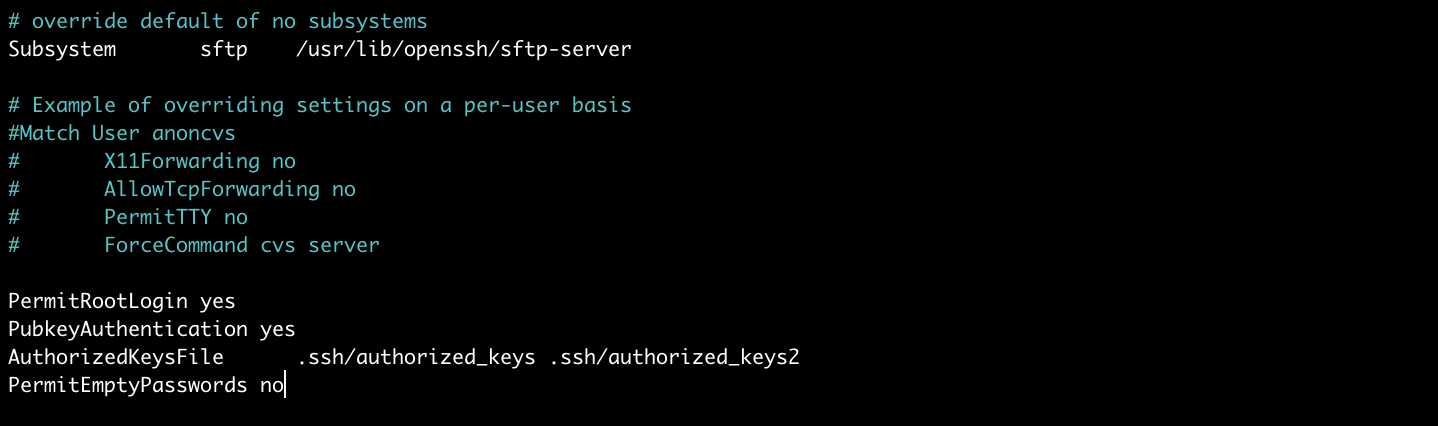 # override default of no subsystems
Subsystem       sftp    /usr/lib/openssh/sftp-server
# Example of overriding settings on a per-user basis
#Match User anoncvs
#       X11Forwarding no
#       AllowTcpForwarding no
#       PermitTTY no
#       ForceCommand cvs server
PermitRootLogin yes
PubkeyAuthentication yes
AuthorizedKeysFile      .ssh/authorized_keys .ssh/authorized_keys2
PermitEmptyPasswords no